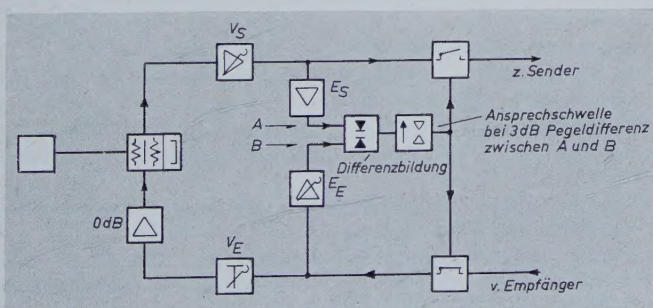 V_S
z. Sender
E_S
A
B
Ansprechschwelle
bei 3dB Pegeldifferenz
zwischen A und B
Differenzbildung
E_E
0dB
V_E
v. Empfänger